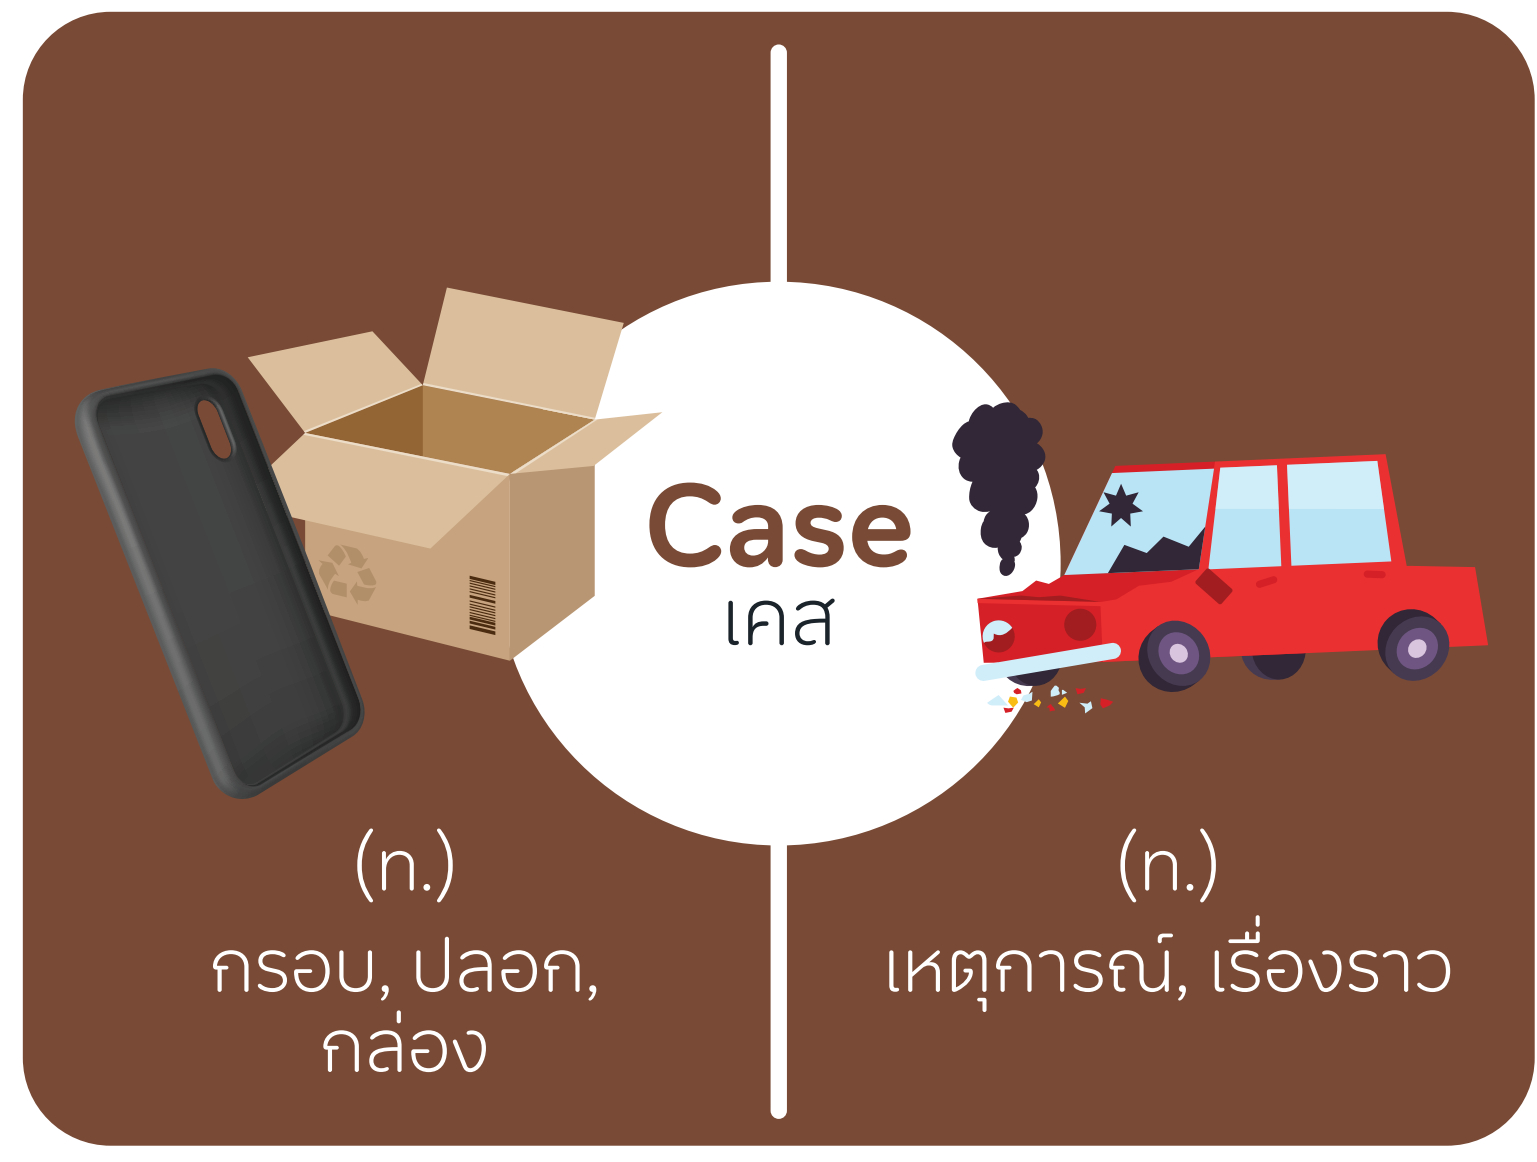 Case
เคส
(น.)
กรอบ, ปลอก,
กล่อง
(น.)
เหตุการณ์, เรื่องราว